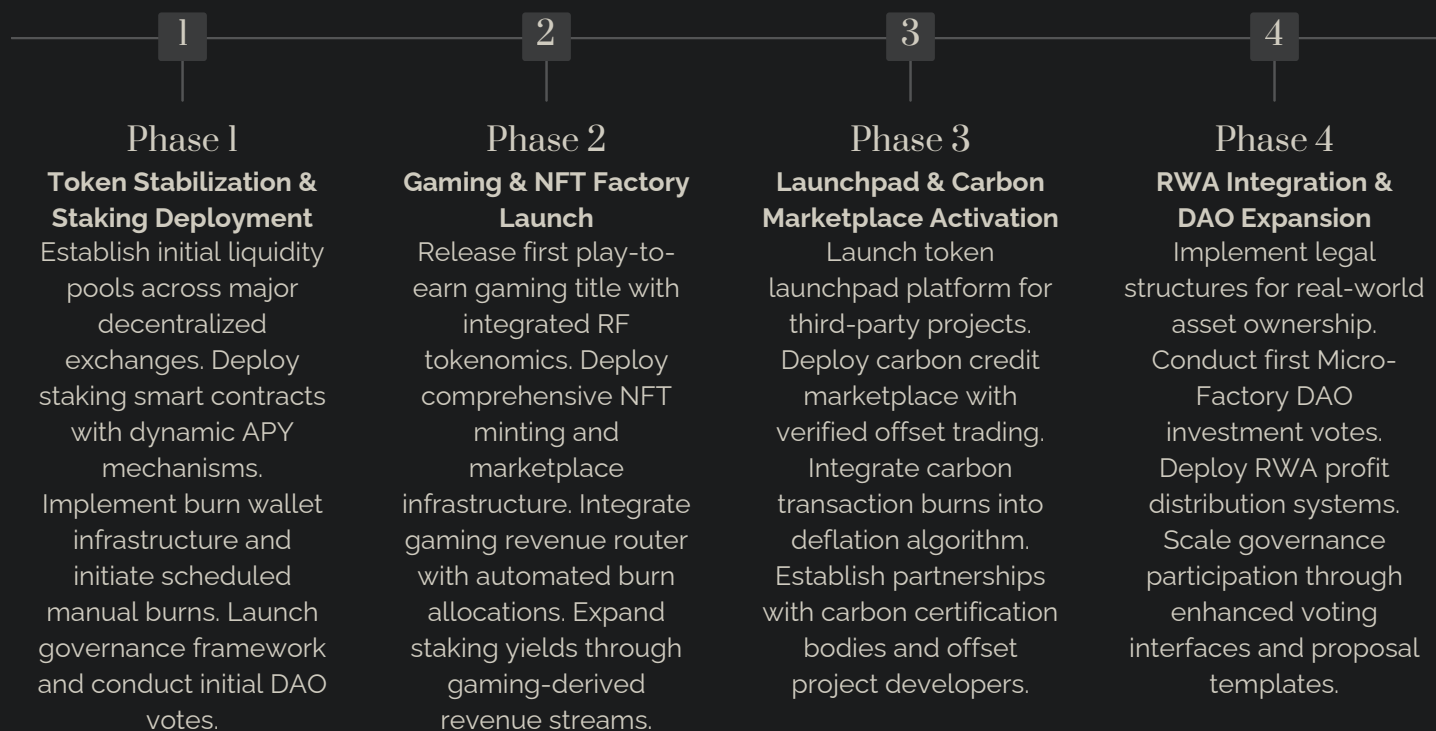 1
2
3
4
Phase 1
Token Stabilization &
Staking Deployment
Establish initial liquidity
pools across major
decentralized
exchanges. Deploy
staking smart contracts
with dynamic APY
mechanisms.
Implement burn wallet
infrastructure and
initiate scheduled
manual burns. Launch
governance framework
and conduct initial DAO
votes.
Phase 2
Gaming & NFT Factory
Launch
Release first play-to-
earn gaming title with
integrated RF
tokenomics. Deploy
comprehensive NFT
minting and
marketplace
infrastructure. Integrate
gaming revenue router
with automated burn
allocations. Expand
staking yields through
gaming-derived
revenue streams.
Phase 3
Launchpad & Carbon
Marketplace Activation
Launch token
launchpad platform for
third-party projects.
Deploy carbon credit
marketplace with
verified offset trading.
Integrate carbon
transaction burns into
deflation algorithm.
Establish partnerships
with carbon certification
bodies and offset
project developers.
Phase 4
RWA Integration &
DAO Expansion
Implement legal
structures for real-world
asset ownership.
Conduct first Micro-
Factory DAO
investment votes.
Deploy RWA profit
distribution systems.
Scale governance
participation through
enhanced voting
interfaces and proposal
templates.